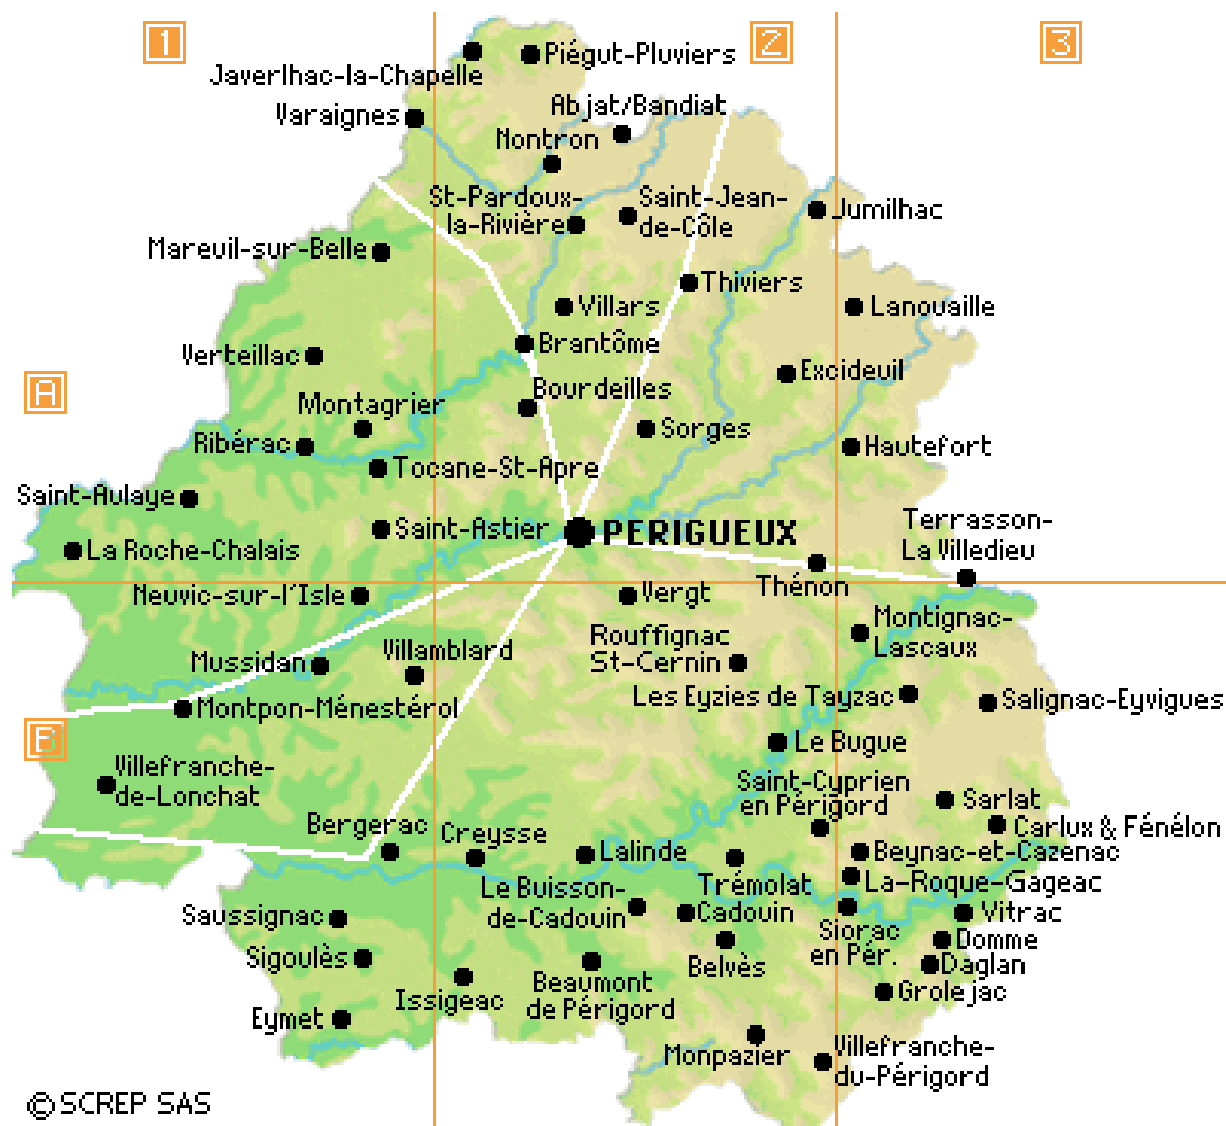 1
2
3
Piégut-Pluviers
Javerlhac-la-Chapelle
Abjat/Bandiat
Varaignes
Nontron
St-Pardoux-
la-Rivière
Saint-Jean-
de-Côle
Jumilhac
Mareuil-sur-Belle
Thiviers
Villars
Lanouaille
Brantôme
Verteillac
Excideuil
A
Bourdeilles
Montagrier
Sorges
Ribérac
Hautefort
Tocane-St-Apre
Saint-Aulaye
Saint-Astier
PERIGUEUX
Terrasson-
La Villedieu
La Roche-Chalais
Thénon
Neuvic-sur-l'Isle
Vergt
Montignac-
Lascaux
Rouffignac
St-Cernin
Villamblard
Mussidan
Les Eyzies de Tayzac
Salignac-Eyvigues
Montpon-Ménestérol
B
Le Bugue
Villefranche-
de-Lonchat
Saint-Cyprien
en Périgord
Sarlat
Bergerac
Creysse
Carlux & Fénélon
Lalinde
Beynac-et-Cazenac
Trémolat
La-Roque-Gageac
Le Buisson-
de-Cadouin
Saussignac
Cadouin
Siorac
en Pér.
Vitrac
Domme
Sigoulès
Belvès
Daglan
Issigeac
Beaumont
de Périgord
Grolejac
Eymet
Monpazier
Villefranche-
du-Périgord
©SCREP SAS